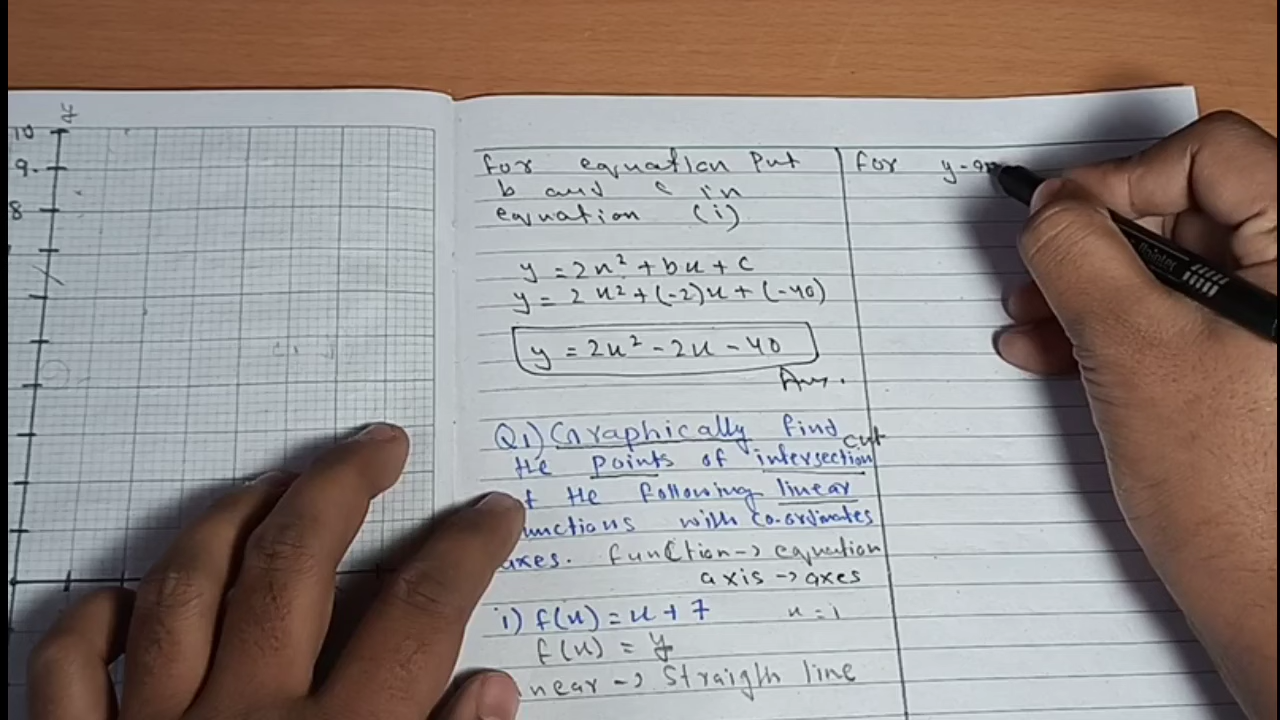 10
9
8
For equation Put
b and c in
equation (i)
y = 2x² + bx + c
y = 2x² + (-2)x + (-40)
y = 2x² - 2x - 40
Ans.
Q1) Graphically find
cut
the points of intersection
of the following linear
functions with co-ordinates
axes. function → equation
axis → axes
i) f(x) = x + 7 x = 1
f(x) = y
linear → Straigth line
For y-
Pointer